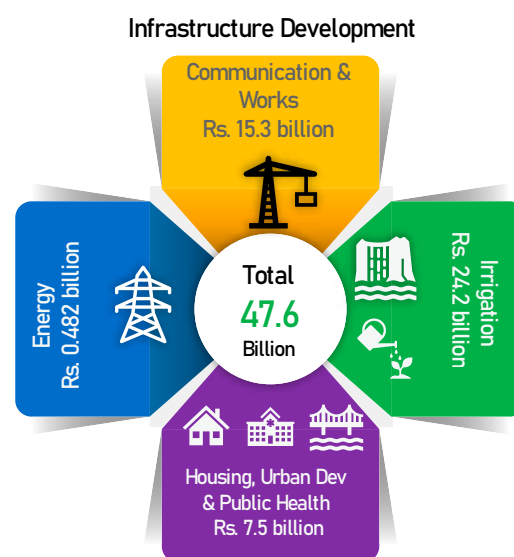 Infrastructure Development
Communication &
Works
Rs. 15.3 billion
Energy
Rs. 0.482 billion
Total
47.6
Billion
Irrigation
Rs. 24.2 billion
Housing, Urban Dev
& Public Health
Rs. 7.5 billion